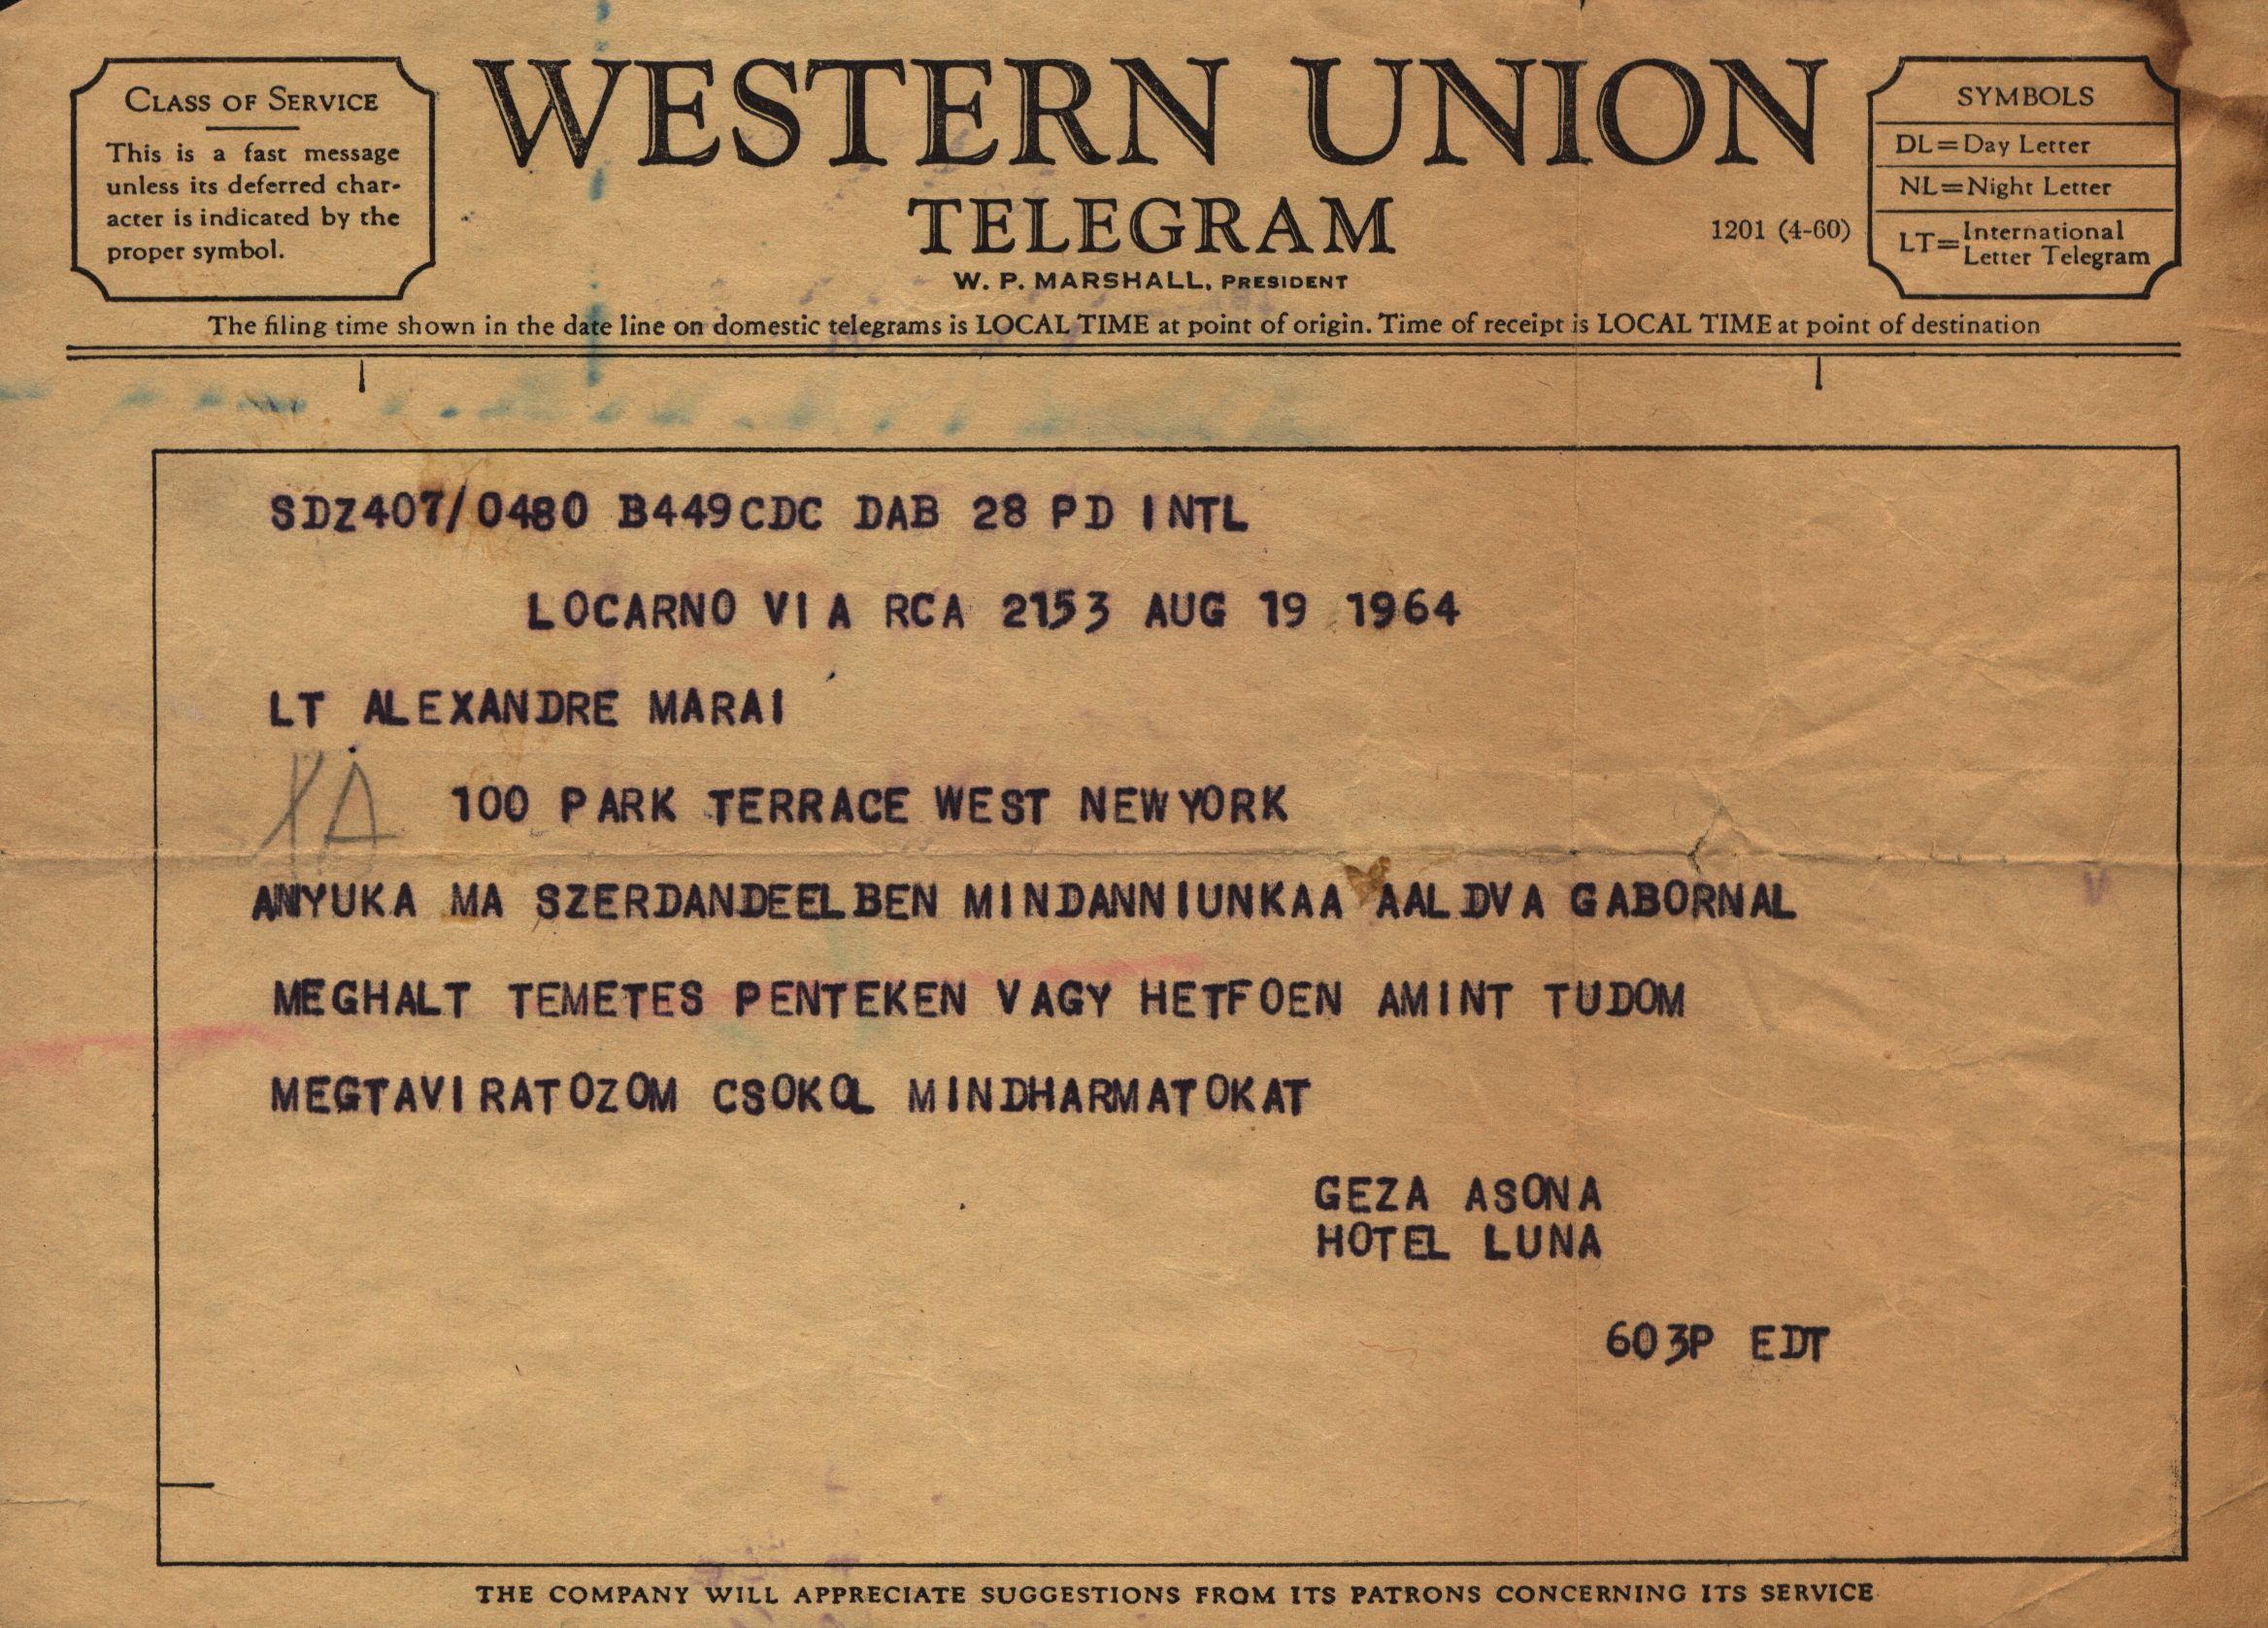 CLASS OF SERVICE
This is a fast message
unless its deferred char-
acter is indicated by the
proper symbol.
WESTERN UNION
TELEGRAM
W. P. MARSHALL, PRESIDENT
1201 (4-60)
SYMBOLS
DL=Day Letter
NL=Night Letter
LT=International
Letter Telegram
The filing time shown in the date line on domestic telegrams is LOCAL TIME at point of origin. Time of receipt is LOCAL TIME at point of destination
SDZ407/0480 B449CDC DAB 28 PD INTL
LOCARNO VIA RCA 2153 AUG 19 1964
LT ALEXANDRE MARAI
100 PARK TERRACE WEST NEWYORK
ANYUKA MA SZERDANDEELBEN MINDANNIUNKAA AALDVA GABORNAL
MEGHALT TEMETES PENTEKEN VAGY HETFOEN AMINT TUDOM
MEGTAVIRATOZOM CSOKOL MINDHARMATOKAT
GEZA ASONA
HOTEL LUNA
603P EDT
THE COMPANY WILL APPRECIATE SUGGESTIONS FROM ITS PATRONS CONCERNING ITS SERVICE